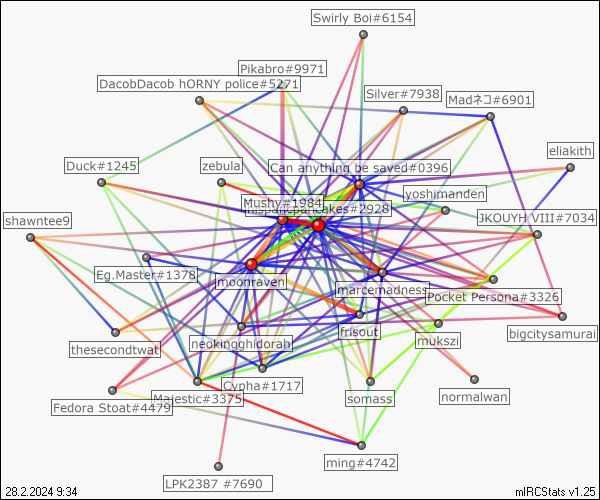 Swirly Boi#6154
Pikabro#9971
DacobDacob hORNY police#5271
Silver#7938
Madネコ#6901
Duck#1245
zebula
Can anything be saved#0396
eliakith
yoshimanden
Mushy#1984
hispanicpancakes#2928
JKOUYH VIII#7034
shawntee9
Eg.Master#1378
moonraven
marcemadness
Pocket Persona#3326
thesecondtwat
neokingghidorah
frisout
mukszi
bigcitysamurai
Cypha#1717
Fedora Stoat#4479
Majestic#3375
somass
normalwan
ming#4742
LPK2387 #7690
28.2.2024 9:34
mIRCStats v1.25